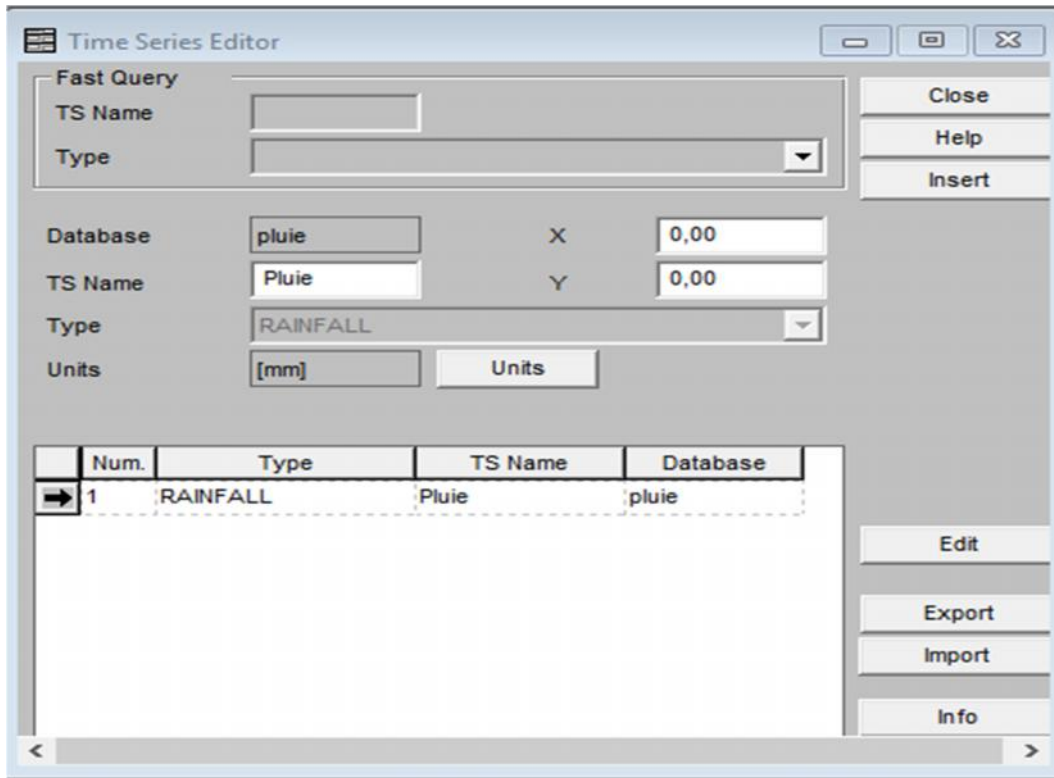 Time Series Editor
Fast Query
TS Name
Type
Close
Help
Insert
Database pluie X 0,00
TS Name Pluie Y 0,00
Type RAINFALL
Units [mm] Units
Num. Type TS Name Database
1 RAINFALL Pluie pluie
Edit
Export
Import
Info